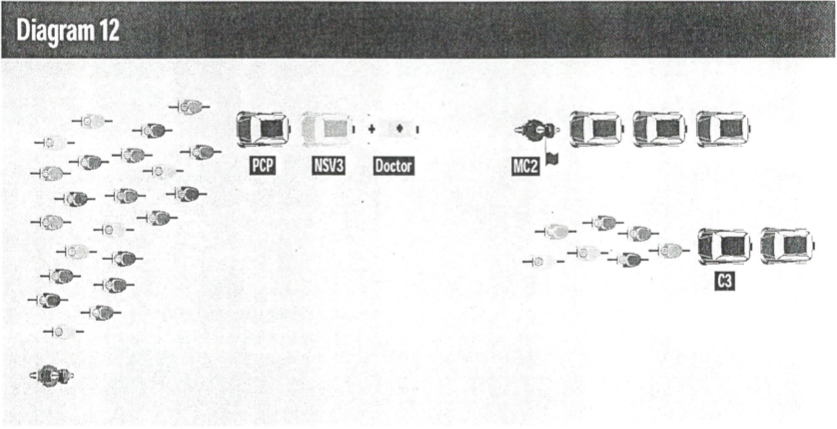 Diagram 12
PCP
NSV3
Doctor
MC2
C3